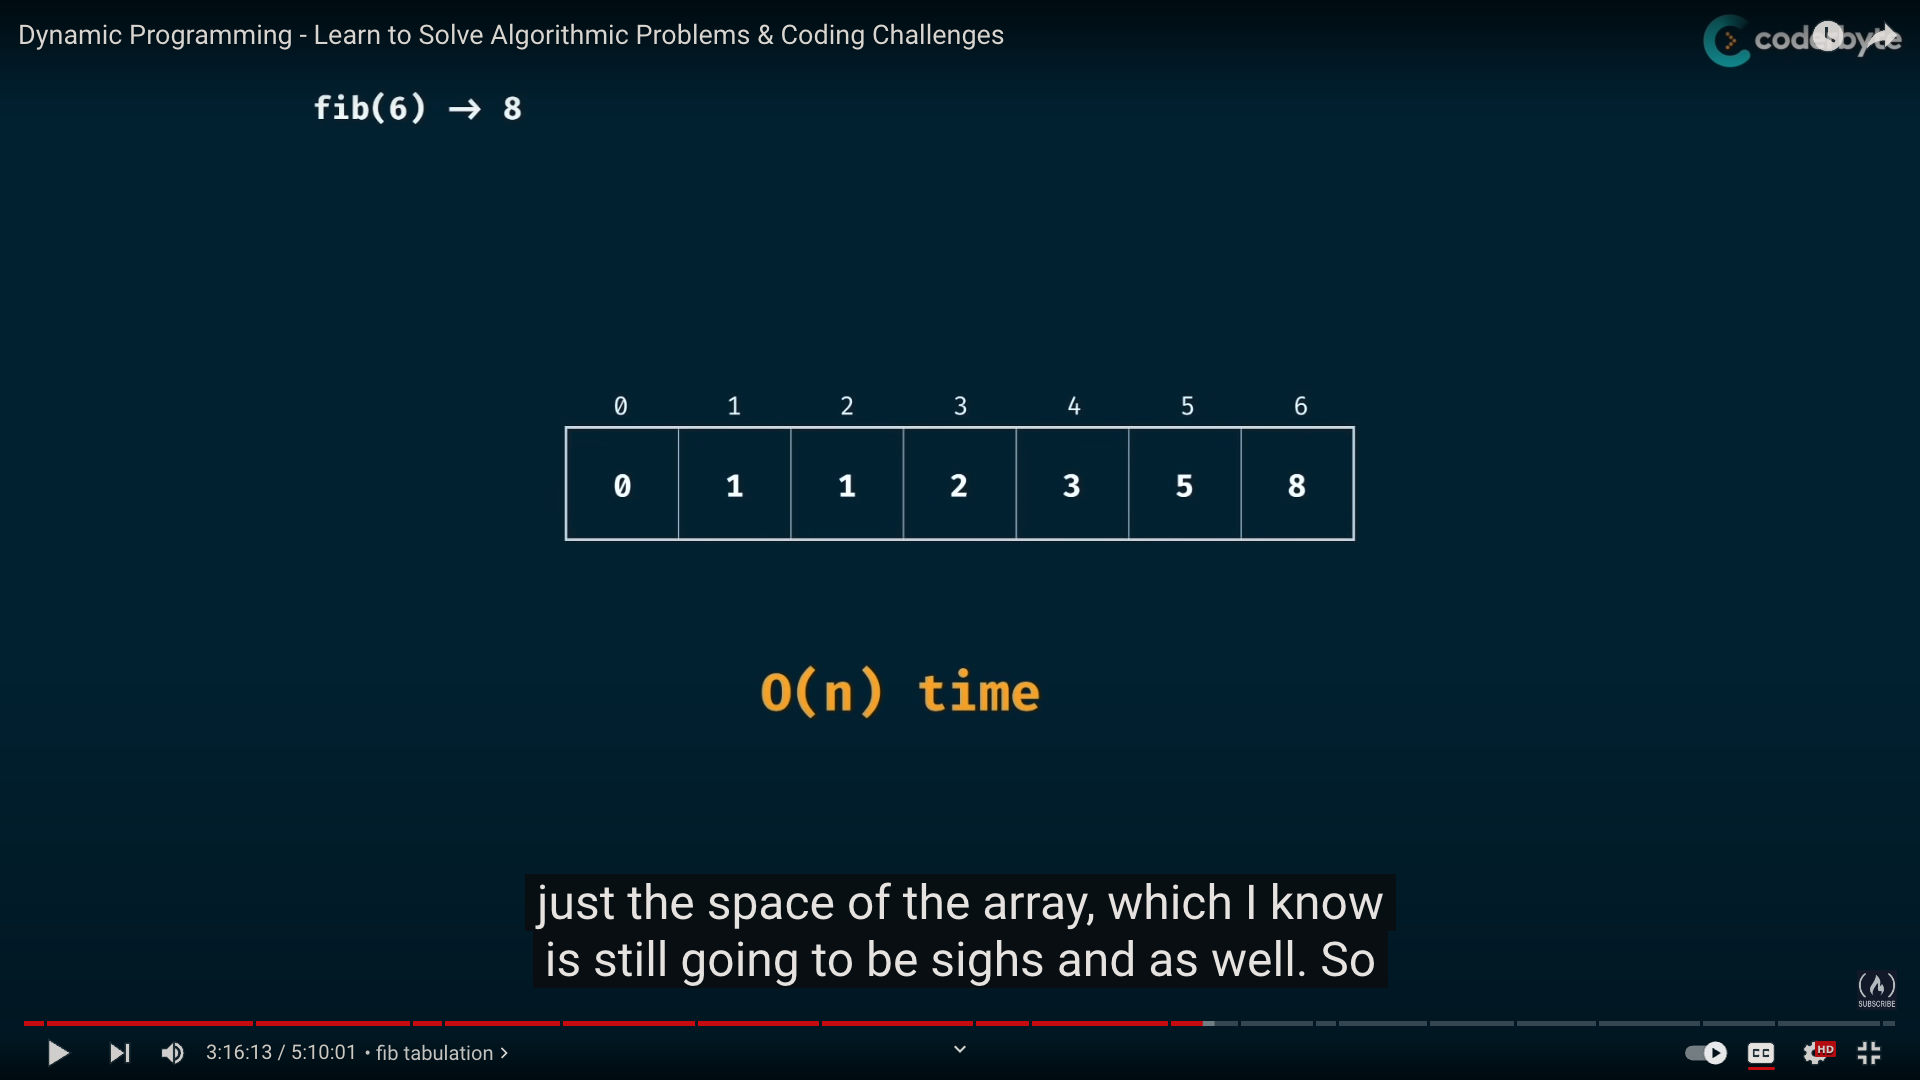 Dynamic Programming - Learn to Solve Algorithmic Problems & Coding Challenges
coderbyte
fib(6) → 8
0 1 2 3 4 5 6
0 1 1 2 3 5 8
O(n) time
just the space of the array, which I know
is still going to be sighs and as well. So
SUBSCRIBE
3:16:13 / 5:10:01 • fib tabulation >
CC
HD